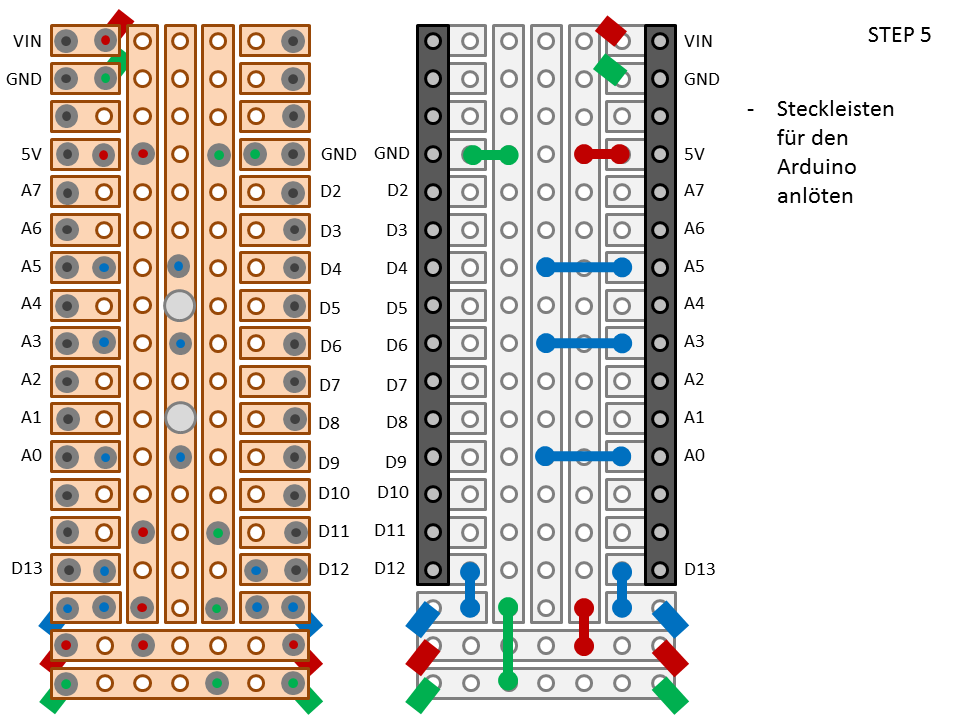 STEP 5
- Steckleisten
für den
Arduino
anlöten
VIN VIN
GND GND
5V GND GND 5V
A7 D2 D2 A7
A6 D3 D3 A6
A5 D4 D4 A5
A4 D5 D5 A4
A3 D6 D6 A3
A2 D7 D7 A2
A1 D8 D8 A1
A0 D9 D9 A0
D10 D10
D11 D11
D13 D12 D12 D13